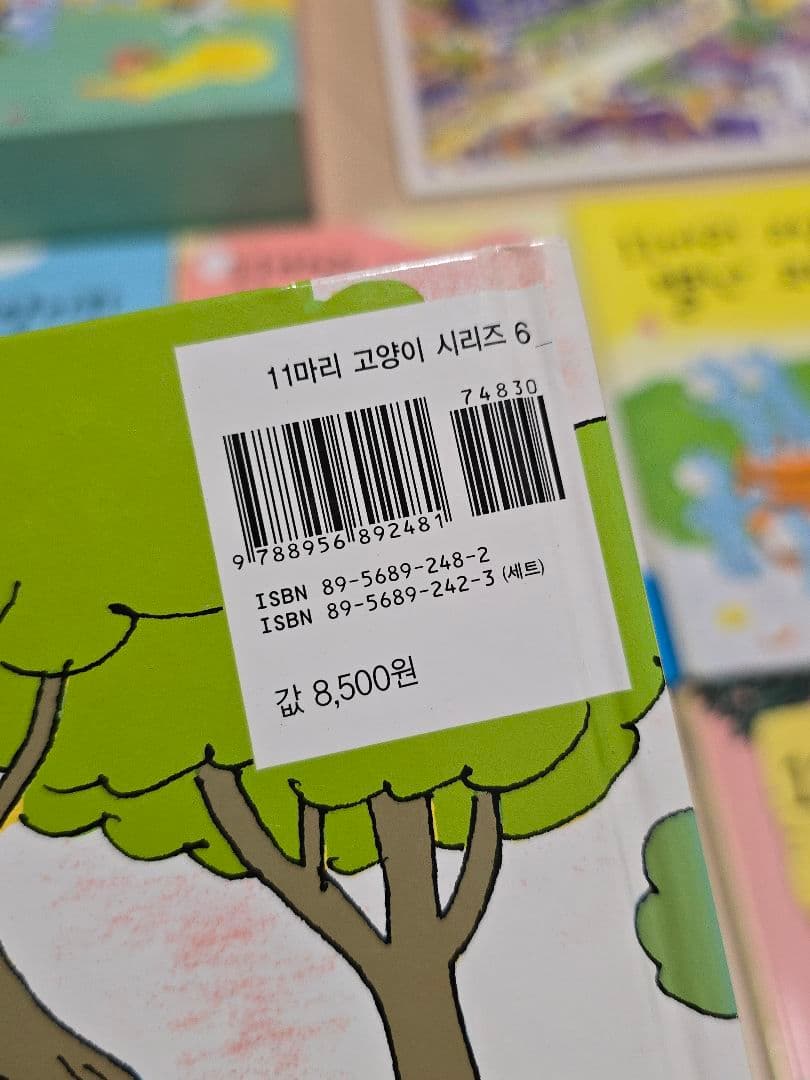 11마리 고양이 시리즈 6
74830
9 788956 892481
ISBN 89-5689-248-2
ISBN 89-5689-242-3 (세트)
값 8,500원